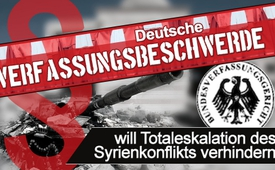 Deutsche
VERFASSUNGSBESCHWERDE
BUNDESVERFASSUNGSGERICHT
will Totaleskalation des
Syrienkonflikts verhindern
§